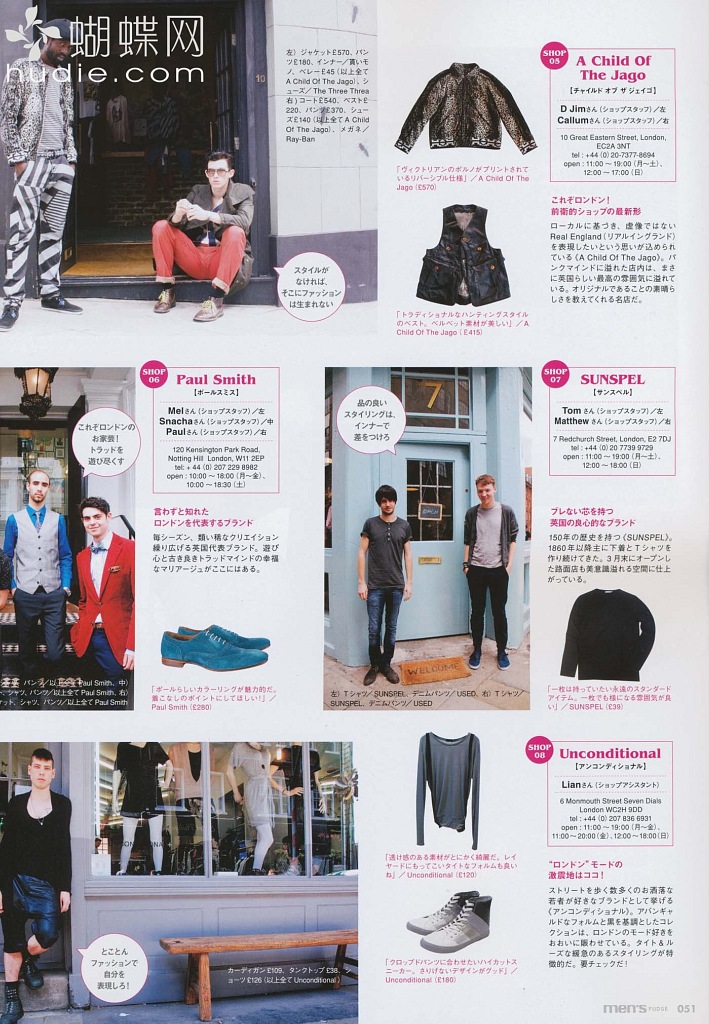 蝴蝶网
hudie.com
10
左）ジャケット£570、パン
ツ£180、インナー／貰いモ
ノ、ベレー£45（以上全て
A Child Of The Jago）、シ
ューズ／The Three Threa
右）コート£540、ベスト£
220、パンツ£370、シュー
ズ£140（以上全てA Child
Of The Jago）、メガネ／
Ray-Ban
スタイルが
なければ、
そこにファッション
は生まれない
「ヴィクトリアンのポルノがプリントされ
ているリバーシブル仕様」／A Child Of The
Jago（£570）
「トラディショナルなハンティングスタイル
のベスト。ベルベット素材が美しい」／A
Child Of The Jago（£415）
SHOP
05
A Child Of
The Jago
【チャイルド オブ ザ ジェイゴ】
D Jimさん（ショップスタッフ）／左
Callumさん（ショップスタッフ）／右
10 Great Eastern Street, London,
EC2A 3NT
tel : +44 (0) 20-7377-8694
open : 11:00 〜 19:00（月〜土）、
12:00 〜 17:00（日）
これぞロンドン！
前衛的ショップの最新形
ローカルに基づき、虚像ではない
Real England（リアルイングランド）
を表現したいという思いが込められ
ている〈A Child Of The Jago〉。パ
ンクマインドに溢れた店内は、まさ
に英国らしい最高の雰囲気に溢れて
いる。オリジナルであることの素晴ら
しさを教えてくれる名店だ。
これぞロンドンの
お家芸！
トラッドを
遊び尽くす
パンツ／以上全てPaul Smith、中）
、シャツ、パンツ／以上全てPaul Smith、右）
ケット、シャツ、パンツ／以上全てPaul Smith
SHOP
06
Paul Smith
【ポールスミス】
Melさん（ショップスタッフ）／左
Snachaさん（ショップスタッフ）／中
Paulさん（ショップスタッフ）／右
120 Kensington Park Road,
Notting Hill London, W11 2EP
tel: + 44 (0) 207 229 8982
open : 10:00 〜 18:00（月〜金）、
10:00 〜 18:30（土）
言わずと知れた
ロンドンを代表するブランド
毎シーズン、類い稀なクリエイション
繰り広げる英国代表ブランド。遊び
心と古き良きトラッドマインドの幸福
なマリアージュがここにはある。
「ポールらしいカラーリングが魅力的だ。
着こなしのポイントにしてほしい！」／
Paul Smith（£280）
品の良い
スタイリングは、
インナーで
差をつけろ
7
OPEN
WELCOME
左）Tシャツ／SUNSPEL、デニムパンツ／USED、右）Tシャツ／
SUNSPEL、デニムパンツ／USED
SHOP
07
SUNSPEL
【サンスペル】
Tomさん（ショップスタッフ）／左
Matthewさん（ショップスタッフ）／右
7 Redchurch Street, London, E2 7DJ
tel : +44 (0) 20 7739 9729
open : 11:00 〜 19:00（月〜土）、
12:00 〜 18:00（日）
ブレない芯を持つ
英国の良心的なブランド
150年の歴史を持つ〈SUNSPEL〉。
1860年以降主に下着とTシャツを
作り続けてきた。3月末にオープンし
た路面店も美意識溢れる空間に仕上
がっている。
「一枚は持っていたい永遠のスタンダード
アイテム。一枚でも様になる雰囲気が良
い」／SUNSPEL（£39）
とことん
ファッションで
自分を
表現しろ！
カーディガン£109、タンクトップ£38、シ
ョーツ£126（以上全てUnconditional）
「透け感のある素材がとにかく綺麗だ。レイ
ヤードにもってこいタイトなフォルムも良い
ね」／Unconditional（£120）
「クロップドパンツに合わせたいハイカットス
ニーカー。さりげないデザインがグッド」／
Unconditional（£180）
SHOP
08
Unconditional
【アンコンディショナル】
Lianさん（ショップアシスタント）
6 Monmouth Street Seven Dials
London WC2H 9DD
tel : +44 (0) 207 836 6931
open : 11:00 〜 19:00（月〜金）、
11:00〜20:00（金）、12:00〜18:00（日）
“ロンドン”モードの
激震地はココ！
ストリートを歩く数多くのお洒落な
若者が好きなブランドとして挙げる
〈アンコンディショナル〉。アバンギャ
ルドなフォルムと黒を基調としたコレ
クションは、ロンドンのモード好きを
おおいに賑わせている。タイト＆ル
ーズな緩急のあるスタイリングが特
徴的だ。要チェックだ！
men's FUDGE 051